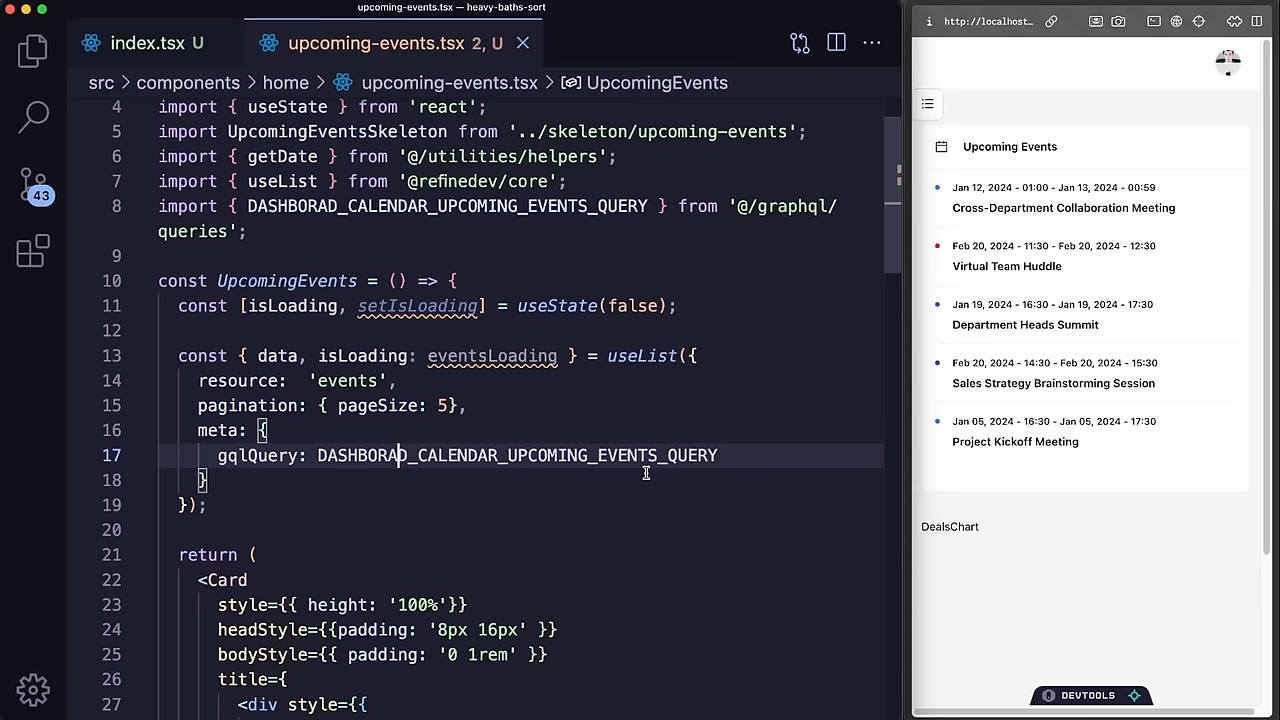 upcoming-events.tsx — heavy-baths-sort
index.tsx U
upcoming-events.tsx 2, U
src > components > home > upcoming-events.tsx > UpcomingEvents
43
4 import { useState } from 'react';
5 import UpcomingEventsSkeleton from '../skeleton/upcoming-events';
6 import { getDate } from '@/utilities/helpers';
7 import { useList } from '@refinedev/core';
8 import { DASHBORAD_CALENDAR_UPCOMING_EVENTS_QUERY } from '@/graphql/
queries';
9
10 const UpcomingEvents = () => {
11 const [isLoading, setIsLoading] = useState(false);
12
13 const { data, isLoading: eventsLoading } = useList({
14 resource: 'events',
15 pagination: { pageSize: 5},
16 meta: {
17 gqlQuery: DASHBORAD_CALENDAR_UPCOMING_EVENTS_QUERY
18 }
19 });
20
21 return (
22 <Card
23 style={{ height: '100%'}}
24 headStyle={{padding: '8px 16px' }}
25 bodyStyle={{ padding: '0 1rem' }}
26 title={
27 <div style={{
http://localhost...
Upcoming Events
Jan 12, 2024 - 01:00 - Jan 13, 2024 - 00:59
Cross-Department Collaboration Meeting
Feb 20, 2024 - 11:30 - Feb 20, 2024 - 12:30
Virtual Team Huddle
Jan 19, 2024 - 16:30 - Jan 19, 2024 - 17:30
Department Heads Summit
Feb 20, 2024 - 14:30 - Feb 20, 2024 - 15:30
Sales Strategy Brainstorming Session
Jan 05, 2024 - 16:30 - Jan 05, 2024 - 17:30
Project Kickoff Meeting
DealsChart
DEVTOOLS